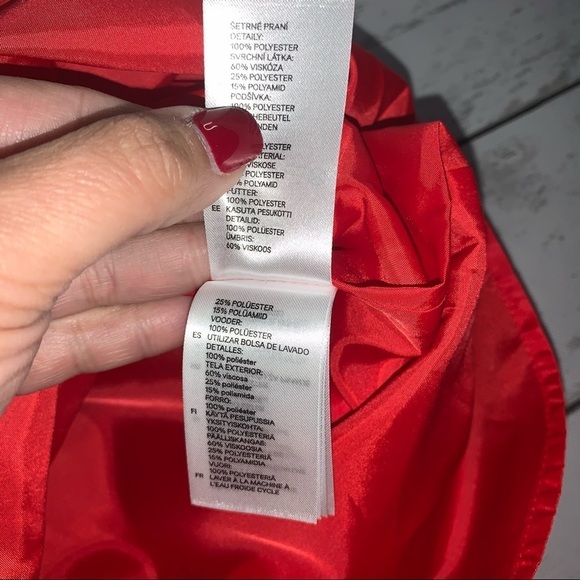 ŠETRNÉ PRANÍ
DETAILY:
100% POLYESTER
SVRCHNÍ LÁTKA:
60% VISKÓZA
25% POLYESTER
15% POLYAMID
PODŠÍVKA:
100% POLYESTER
HEBEUTEL
NDEN
LYESTER
MATERIAL:
VISKOSE
POLYESTER
POLYAMID
FUTTER:
100% POLYESTER
EE KASUTA PESUKOTTI
DETAILID:
100% POLÜESTER
ÜMBRIS:
60% VISKOOS
25% POLÜESTER
15% POLÜAMIID
VOODER:
100% POLÜESTER
ES UTILIZAR BOLSA DE LAVADO
DETALLES:
100% poliéster
TELA EXTERIOR:
60% viscosa
25% poliéster
15% poliamida
FORRO:
100% poliéster
FI KÄYTÄ PESUPUSSIA
YKSITYISKOHTA:
100% POLYESTERIÄ
PÄÄLLISKANGAS:
60% VISKOOSIA
25% POLYESTERIÄ
15% POLYAMIDIA
VUORI:
100% POLYESTERIÄ
FR LAVER À LA MACHINE À
L'EAU FROIDE CYCLE